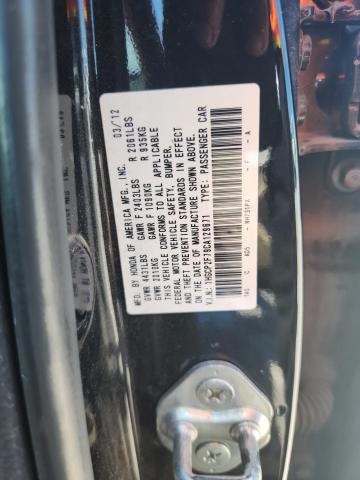 MFD. BY HONDA OF AMERICA MFG., INC. 03/'12
GVWR 4431LBS GAWR F 2403LBS R 2061LBS
GVWR 2010KG GAWR F 1090KG R 935KG
THIS VEHICLE CONFORMS TO ALL APPLICABLE
FEDERAL MOTOR VEHICLE SAFETY, BUMPER,
AND THEFT PREVENTION STANDARDS IN EFFECT
ON THE DATE OF MANUFACTURE SHOWN ABOVE.
V.I.N: 1HGCP2F79CA129671 TYPE: PASSENGER CAR